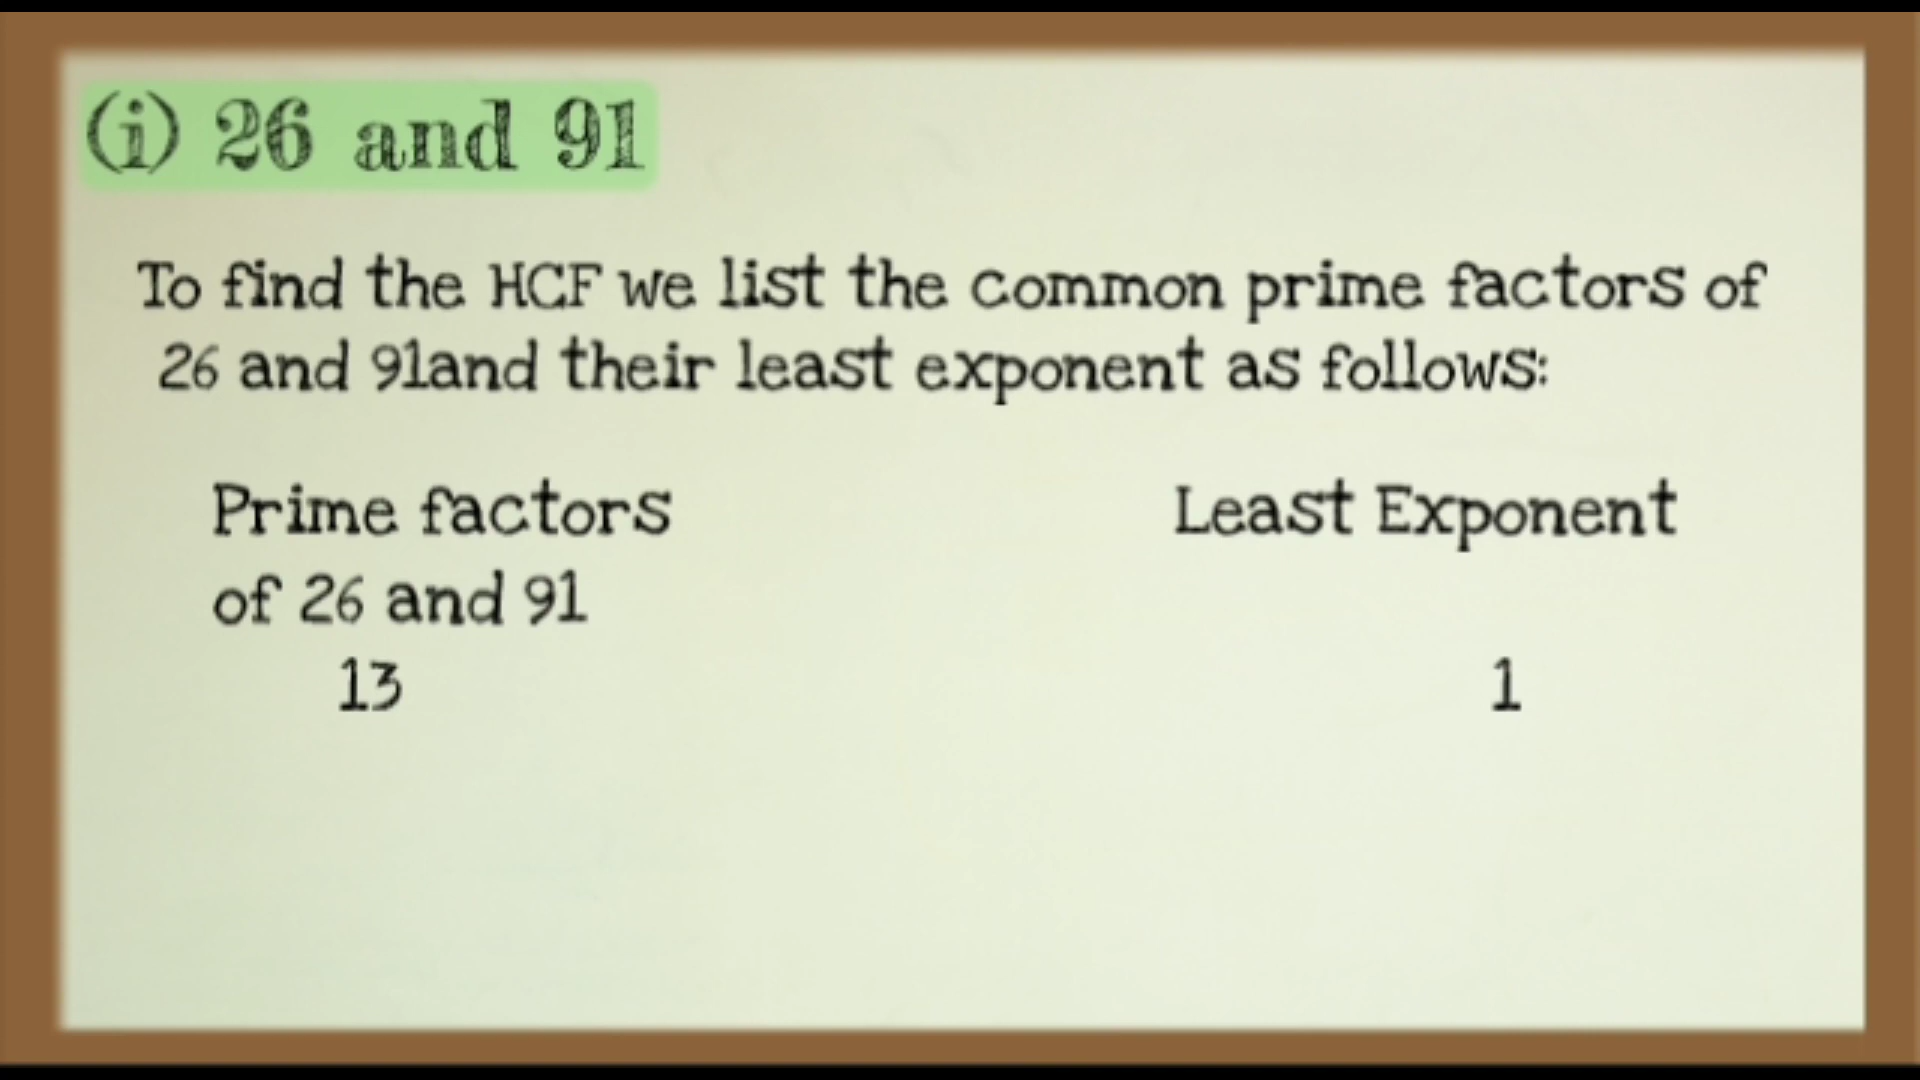 (i) 26 and 91
To find the HCF we list the common prime factors of
26 and 91and their least exponent as follows:
Prime factors Least Exponent
of 26 and 91
13 1